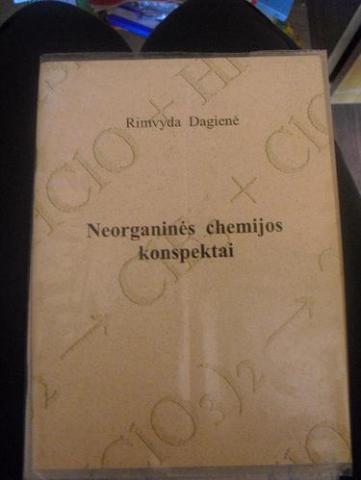 Rimvyda Dagienė
Neorganinės chemijos
konspektai